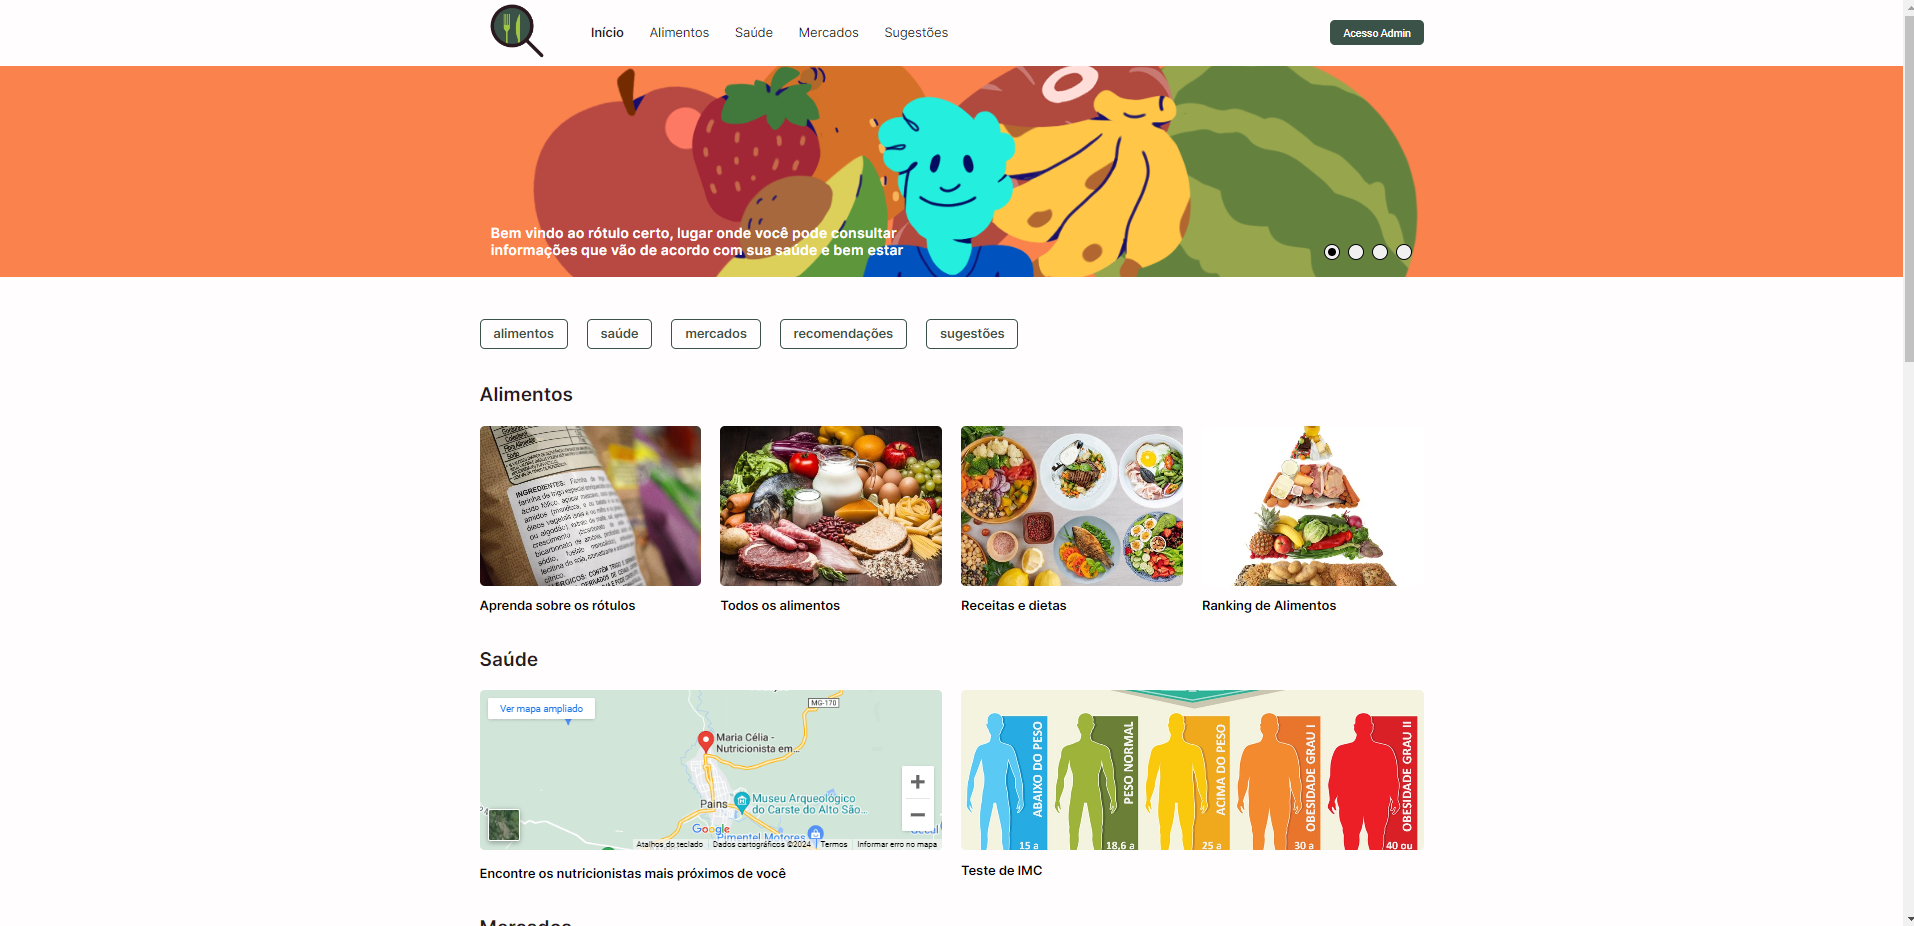 Início
Alimentos
Saúde
Mercados
Sugestões
Acesso Admin
Bem vindo ao rótulo certo, lugar onde você pode consultar
informações que vão de acordo com sua saúde e bem estar
alimentos
saúde
mercados
recomendações
sugestões
Alimentos
INGREDIENTES: Farinha de
Aprenda sobre os rótulos
Todos os alimentos
Receitas e dietas
Ranking de Alimentos
Saúde
Ver mapa ampliado
MG-170
Maria Célia -
Nutricionista em...
Pains
Museu Arqueológico
do Carste do Alto São...
Google
Pimentel Motores
Atalhos do teclado
Dados cartográficos ©2024
Termos
Informar erro no mapa
ABAIXO DO PESO
15 a
PESO NORMAL
18,6 a
ACIMA DO PESO
25 a
OBESIDADE GRAU I
30 a
OBESIDADE GRAU II
40 ou
Encontre os nutricionistas mais próximos de você
Teste de IMC
Mercados